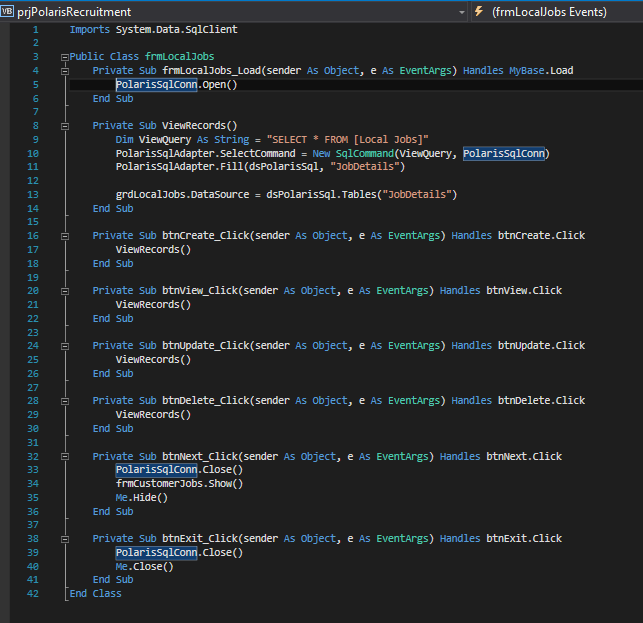 VB prjPolarisRecruitment (frmLocalJobs Events)
1 Imports System.Data.SqlClient
2
3 Public Class frmLocalJobs
4 Private Sub frmLocalJobs_Load(sender As Object, e As EventArgs) Handles MyBase.Load
5 PolarisSqlConn.Open()
6 End Sub
7
8 Private Sub ViewRecords()
9 Dim ViewQuery As String = "SELECT * FROM [Local Jobs]"
10 PolarisSqlAdapter.SelectCommand = New SqlCommand(ViewQuery, PolarisSqlConn)
11 PolarisSqlAdapter.Fill(dsPolarisSql, "JobDetails")
12
13 grdLocalJobs.DataSource = dsPolarisSql.Tables("JobDetails")
14 End Sub
15
16 Private Sub btnCreate_Click(sender As Object, e As EventArgs) Handles btnCreate.Click
17 ViewRecords()
18 End Sub
19
20 Private Sub btnView_Click(sender As Object, e As EventArgs) Handles btnView.Click
21 ViewRecords()
22 End Sub
23
24 Private Sub btnUpdate_Click(sender As Object, e As EventArgs) Handles btnUpdate.Click
25 ViewRecords()
26 End Sub
27
28 Private Sub btnDelete_Click(sender As Object, e As EventArgs) Handles btnDelete.Click
29 ViewRecords()
30 End Sub
31
32 Private Sub btnNext_Click(sender As Object, e As EventArgs) Handles btnNext.Click
33 PolarisSqlConn.Close()
34 frmCustomerJobs.Show()
35 Me.Hide()
36 End Sub
37
38 Private Sub btnExit_Click(sender As Object, e As EventArgs) Handles btnExit.Click
39 PolarisSqlConn.Close()
40 Me.Close()
41 End Sub
42 End Class